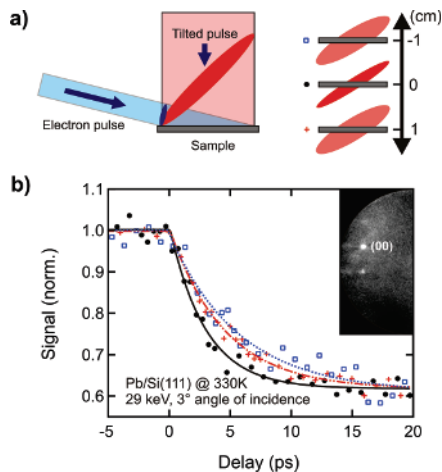 a)
Tilted pulse
Electron pulse
Sample
(cm)
-1
0
1
b)
(00)
Signal (norm.)
1.1
1.0
0.9
0.8
0.7
0.6
Pb/Si(111) @ 330K
29 keV, 3° angle of incidence
-5
0
5
10
15
20
Delay (ps)